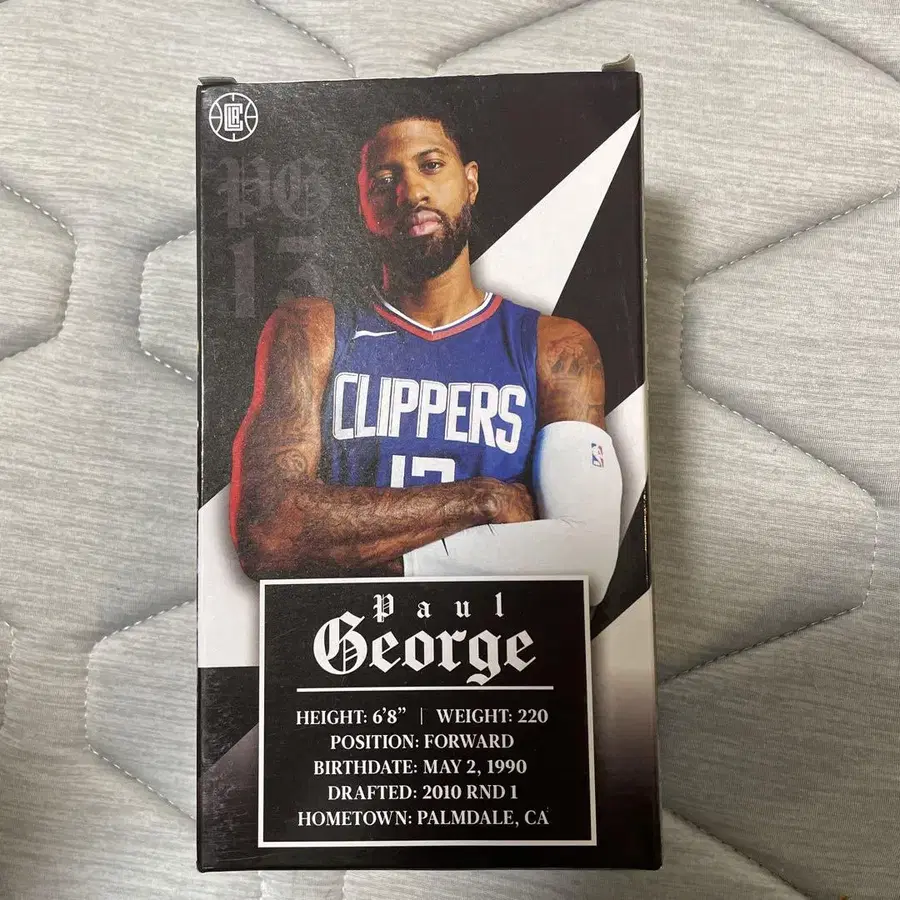 PG
13
CLIPPERS
13
Paul
George
HEIGHT: 6'8" | WEIGHT: 220
POSITION: FORWARD
BIRTHDATE: MAY 2, 1990
DRAFTED: 2010 RND 1
HOMETOWN: PALMDALE, CA